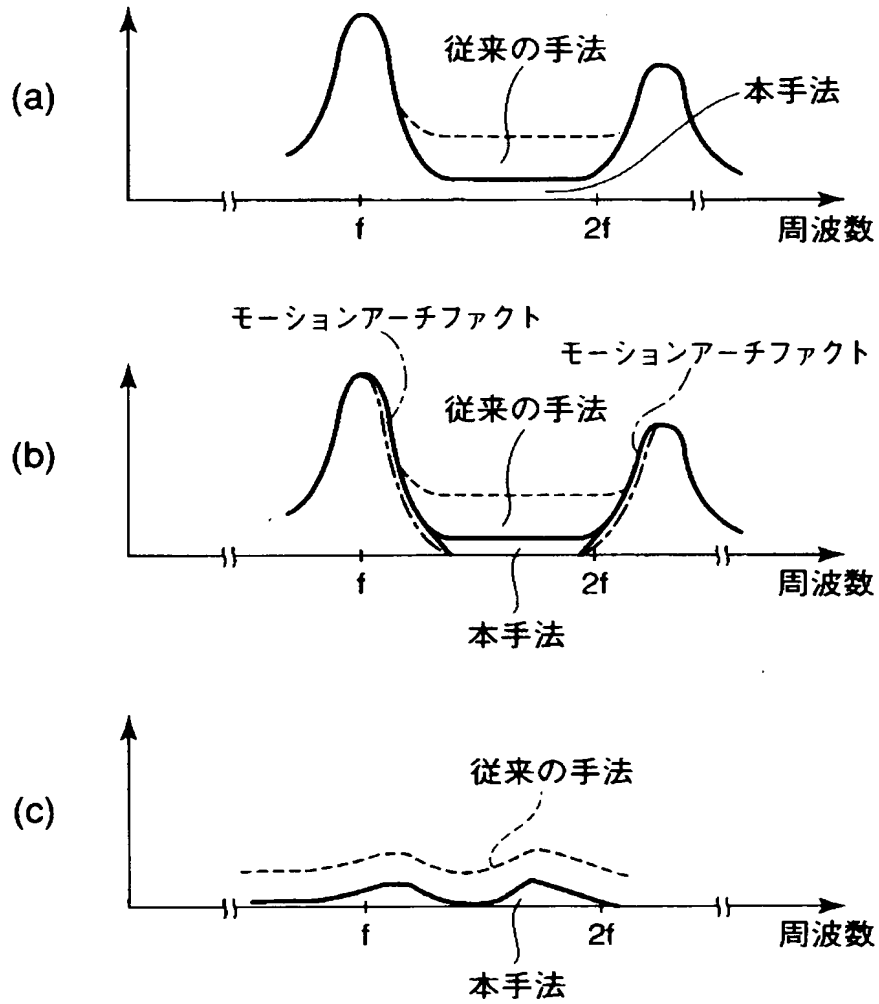 (a)
従来の手法
本手法
f
2f
周波数
(b)
モーションアーチファクト
モーションアーチファクト
従来の手法
f
2f
周波数
本手法
(c)
従来の手法
f
2f
周波数
本手法